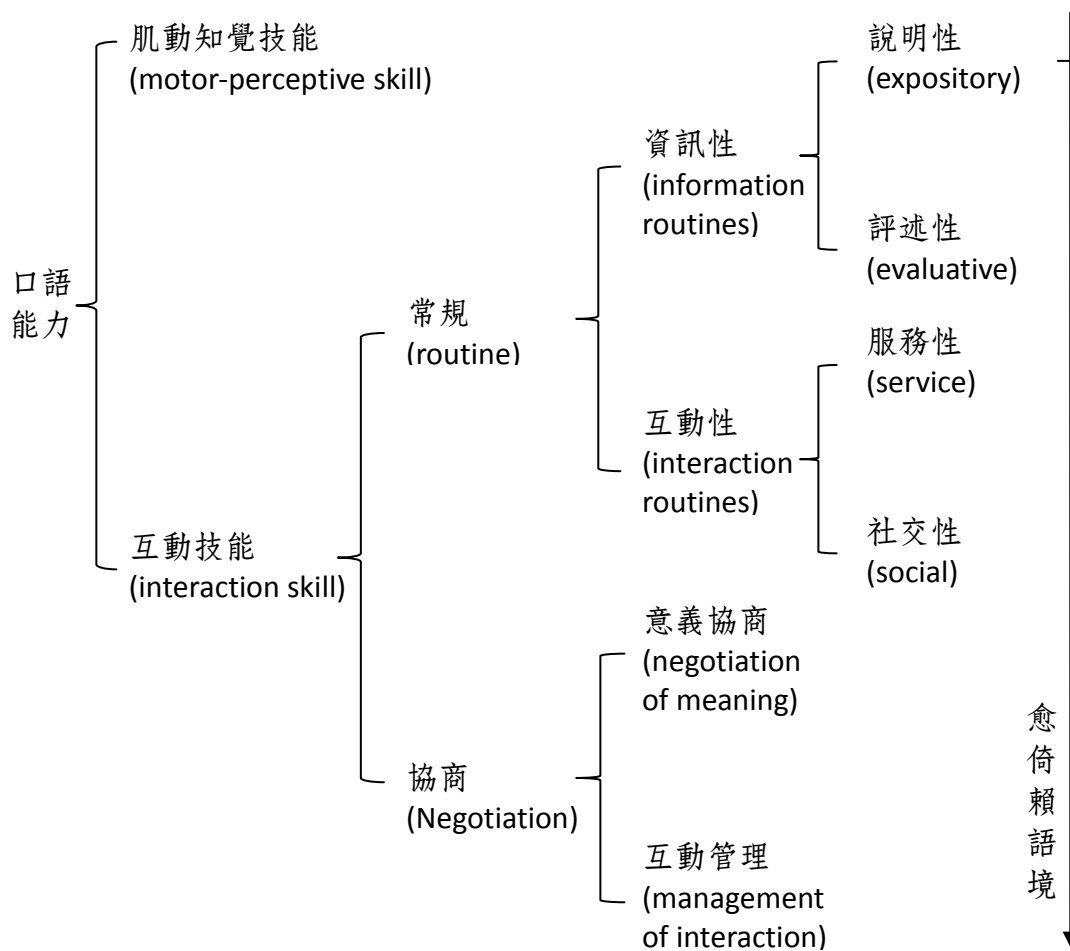 口語
能力
肌動知覺技能
(motor-perceptive skill)
互動技能
(interaction skill)
常規
(routine)
協商
(Negotiation)
資訊性
(information
routines)
互動性
(interaction
routines)
意義協商
(negotiation
of meaning)
互動管理
(management
of interaction)
說明性
(expository)
評述性
(evaluative)
服務性
(service)
社交性
(social)
愈倚賴語境